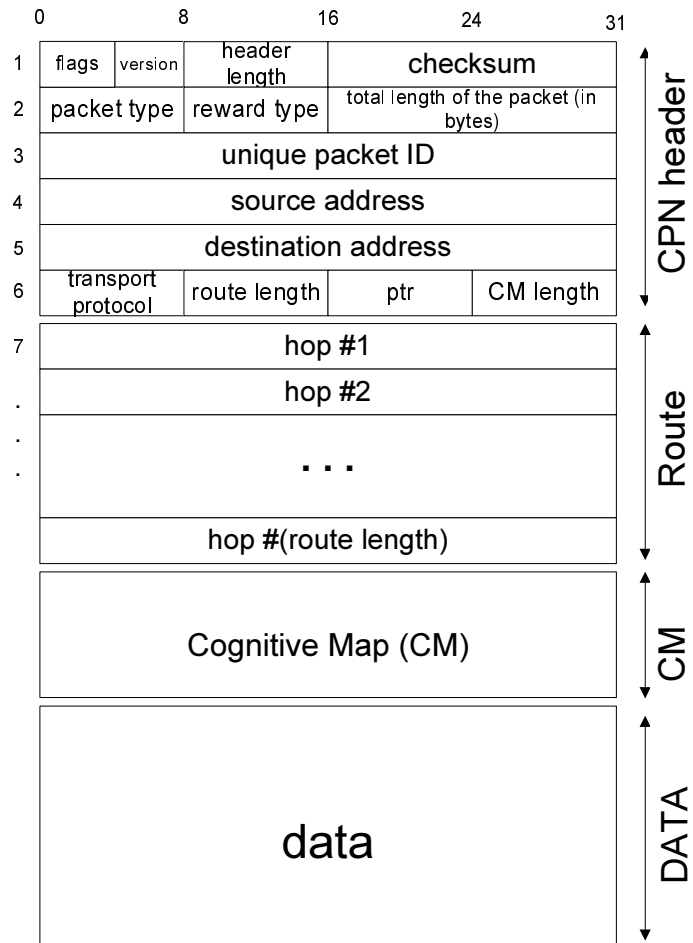 0 8 16 24 31
1 flags version header length checksum
2 packet type reward type total length of the packet (in bytes)
3 unique packet ID
4 source address
5 destination address
6 transport protocol route length ptr CM length
CPN header
7 hop #1
. hop #2
.
. . . .
hop #(route length)
Route
Cognitive Map (CM)
CM
data
DATA